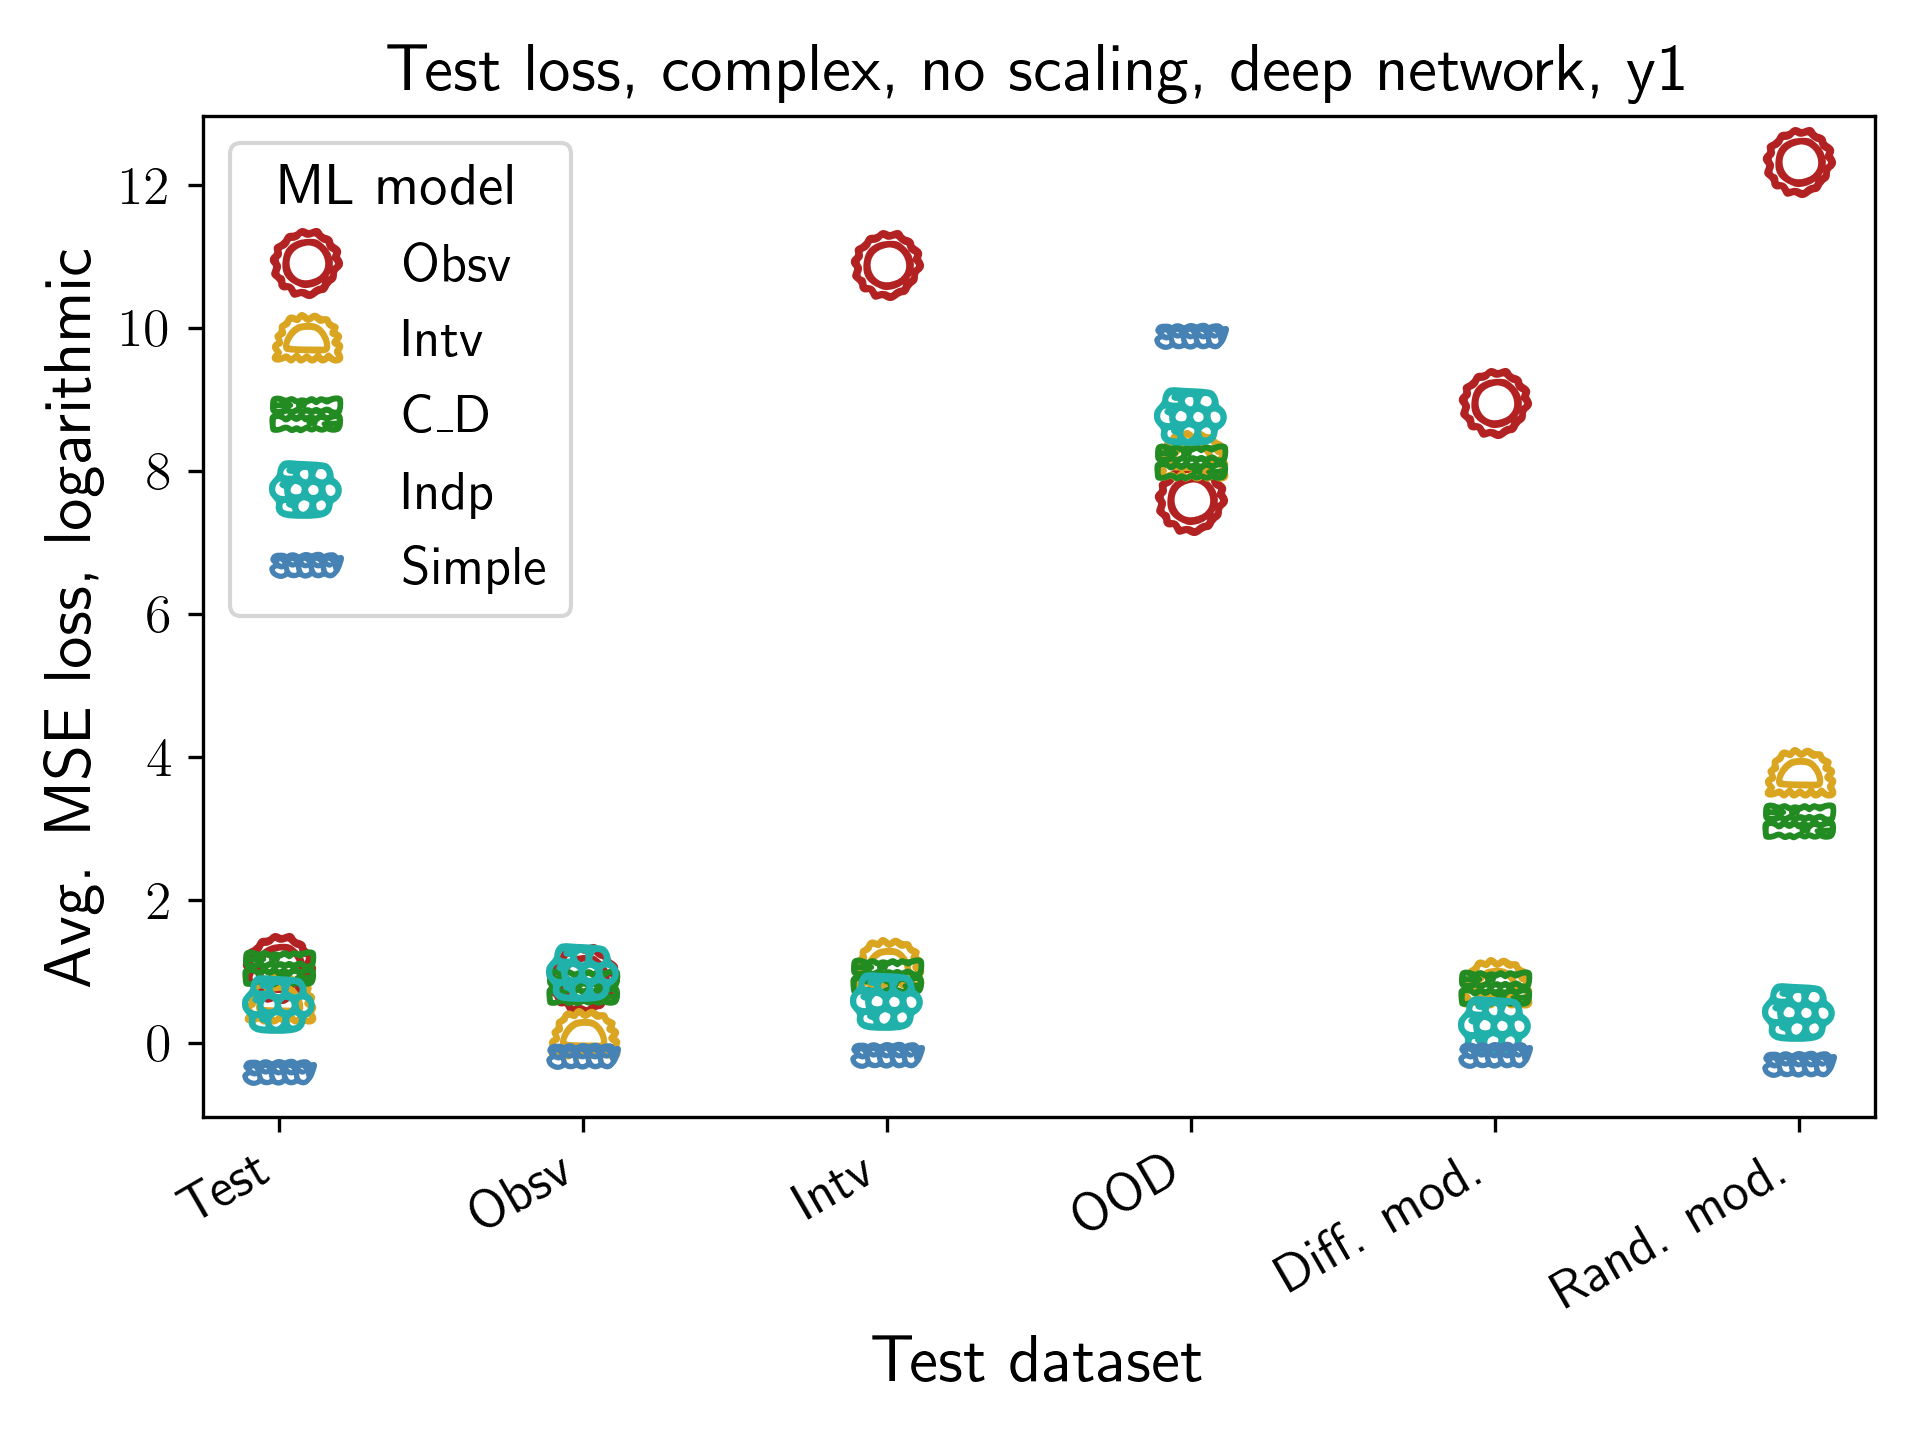 Test loss, complex, no scaling, deep network, y1
Avg. MSE loss, logarithmic
12
10
8
6
4
2
0
ML model
Obsv
Intv
C_D
Indp
Simple
Test
Obsv
Intv
OOD
Diff. mod.
Rand. mod.
Test dataset